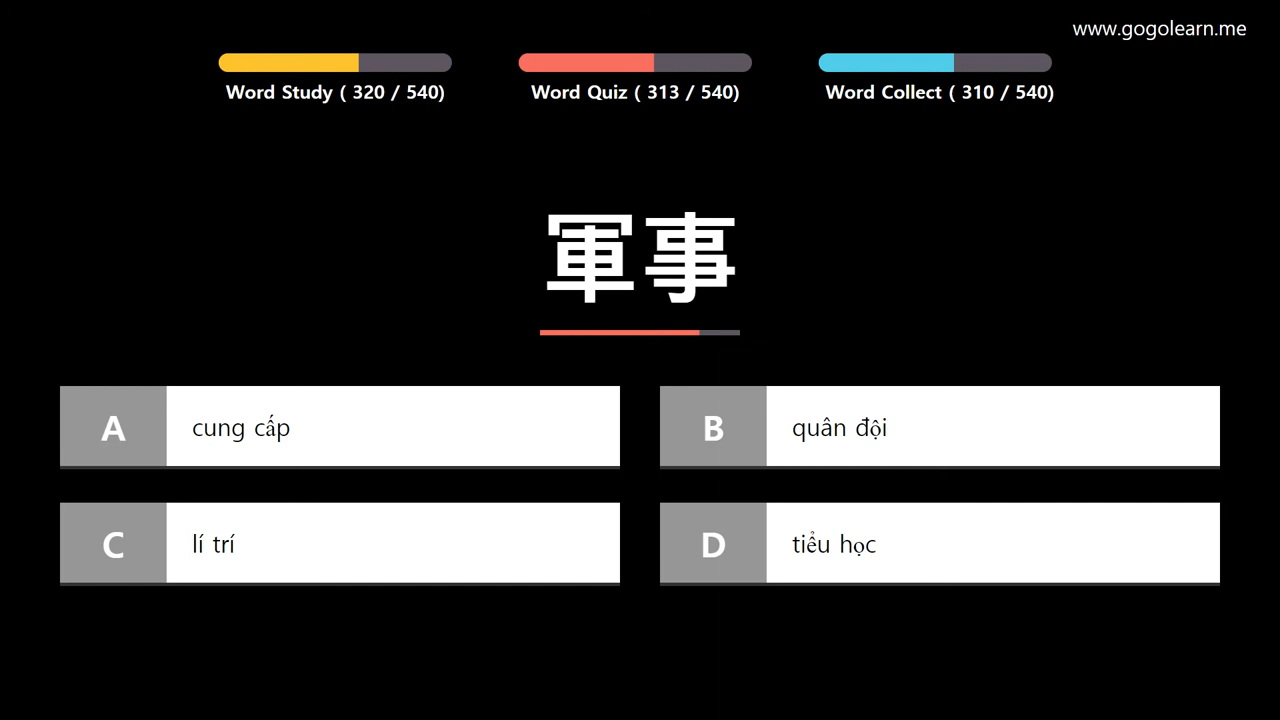 www.gogolearn.me
Word Study ( 320 / 540)
Word Quiz ( 313 / 540)
Word Collect ( 310 / 540)
軍事
A cung cấp
B quân đội
C lí trí
D tiểu học